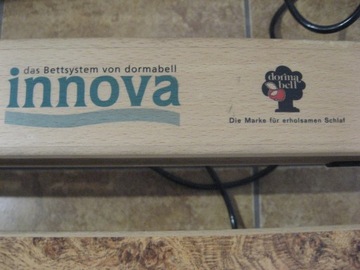 das Bettsystem von dormabell
innova
dorma
bell
Die Marke für erholsamen Schlaf